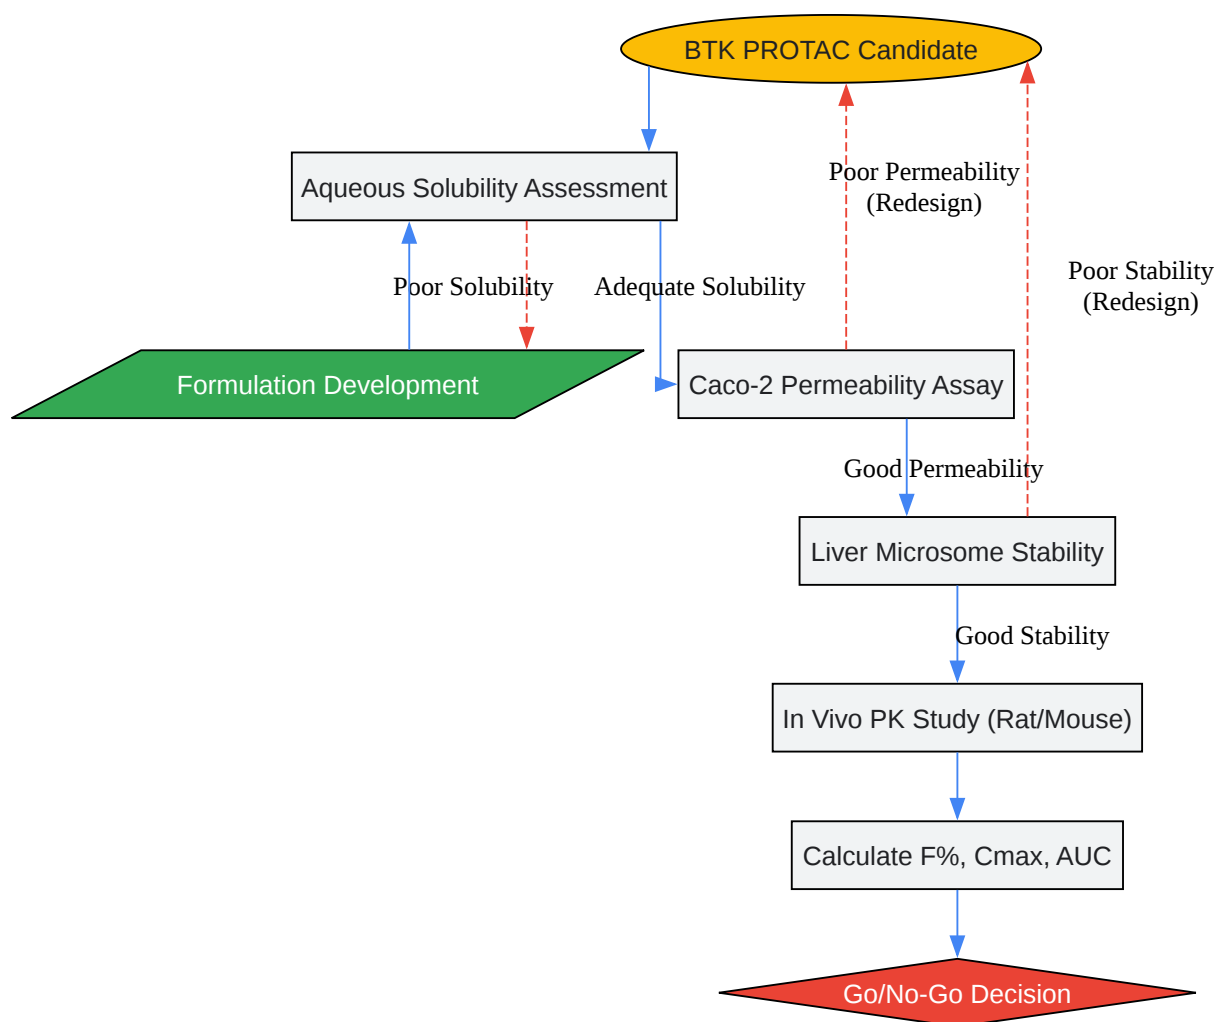 BTK PROTAC Candidate
Aqueous Solubility Assessment
Poor Permeability
(Redesign)
Poor Stability
(Redesign)
Poor Solubility
Adequate Solubility
Formulation Development
Caco-2 Permeability Assay
Good Permeability
Liver Microsome Stability
Good Stability
In Vivo PK Study (Rat/Mouse)
Calculate F%, Cmax, AUC
Go/No-Go Decision